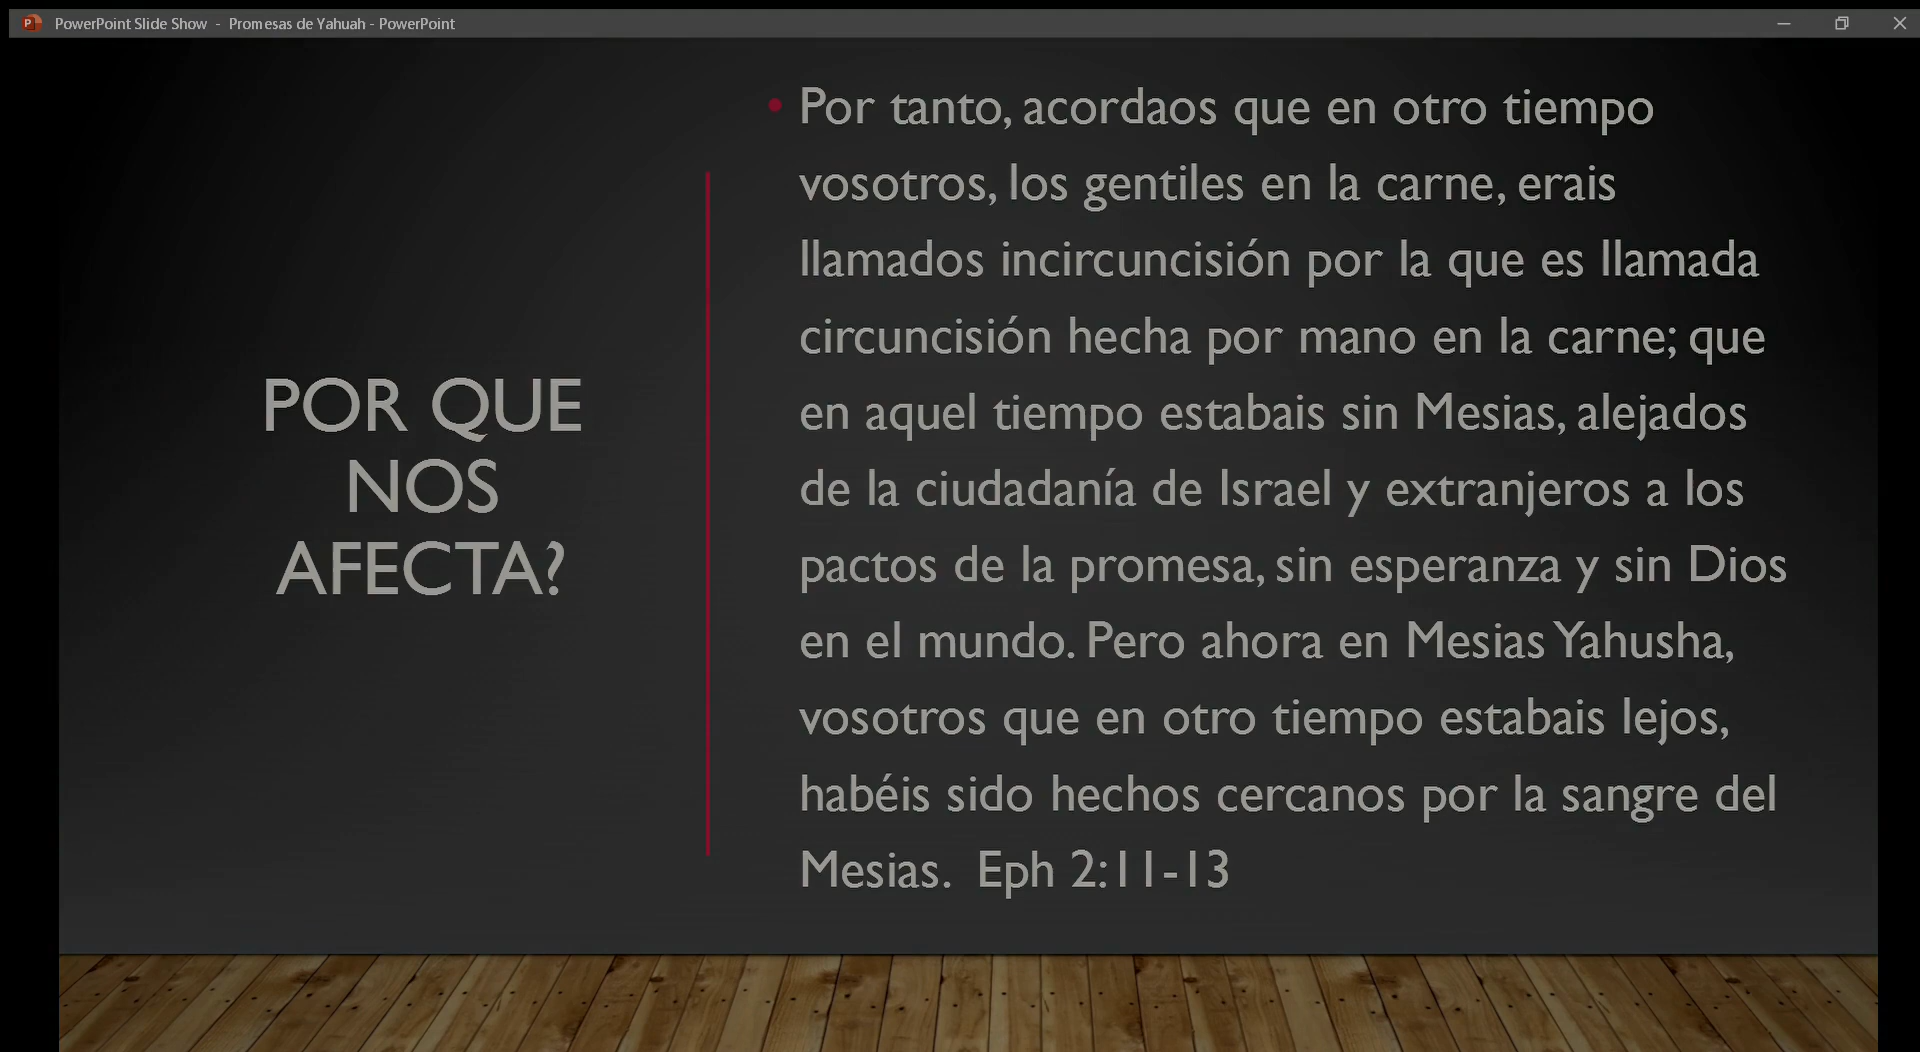 PowerPoint Slide Show - Promesas de Yahuah - PowerPoint
POR QUE
NOS
AFECTA?
• Por tanto, acordaos que en otro tiempo
vosotros, los gentiles en la carne, erais
llamados incircuncisión por la que es llamada
circuncisión hecha por mano en la carne; que
en aquel tiempo estabais sin Mesias, alejados
de la ciudadanía de Israel y extranjeros a los
pactos de la promesa, sin esperanza y sin Dios
en el mundo. Pero ahora en Mesias Yahusha,
vosotros que en otro tiempo estabais lejos,
habéis sido hechos cercanos por la sangre del
Mesias.  Eph 2:11-13